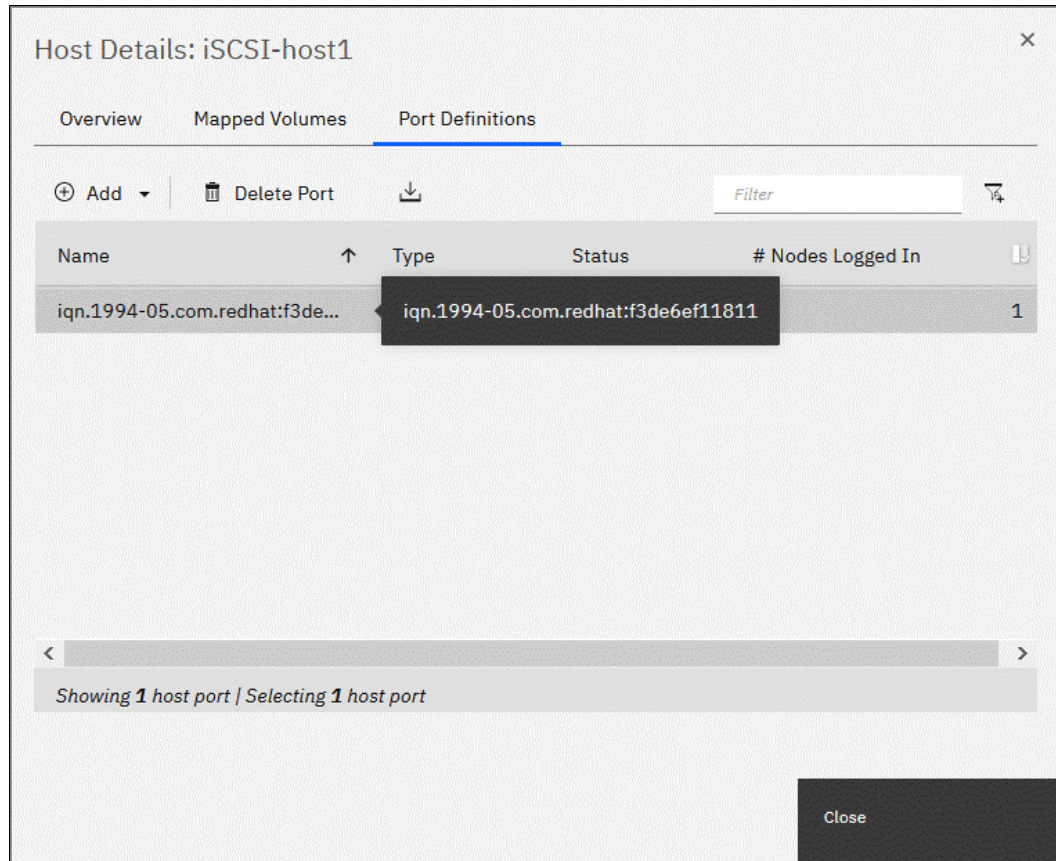 Host Details: iSCSI-host1
Overview Mapped Volumes Port Definitions
Add Delete Port Filter
Name Type Status # Nodes Logged In
iqn.1994-05.com.redhat:f3de... iqn.1994-05.com.redhat:f3de6ef11811 1
Showing 1 host port | Selecting 1 host port
Close